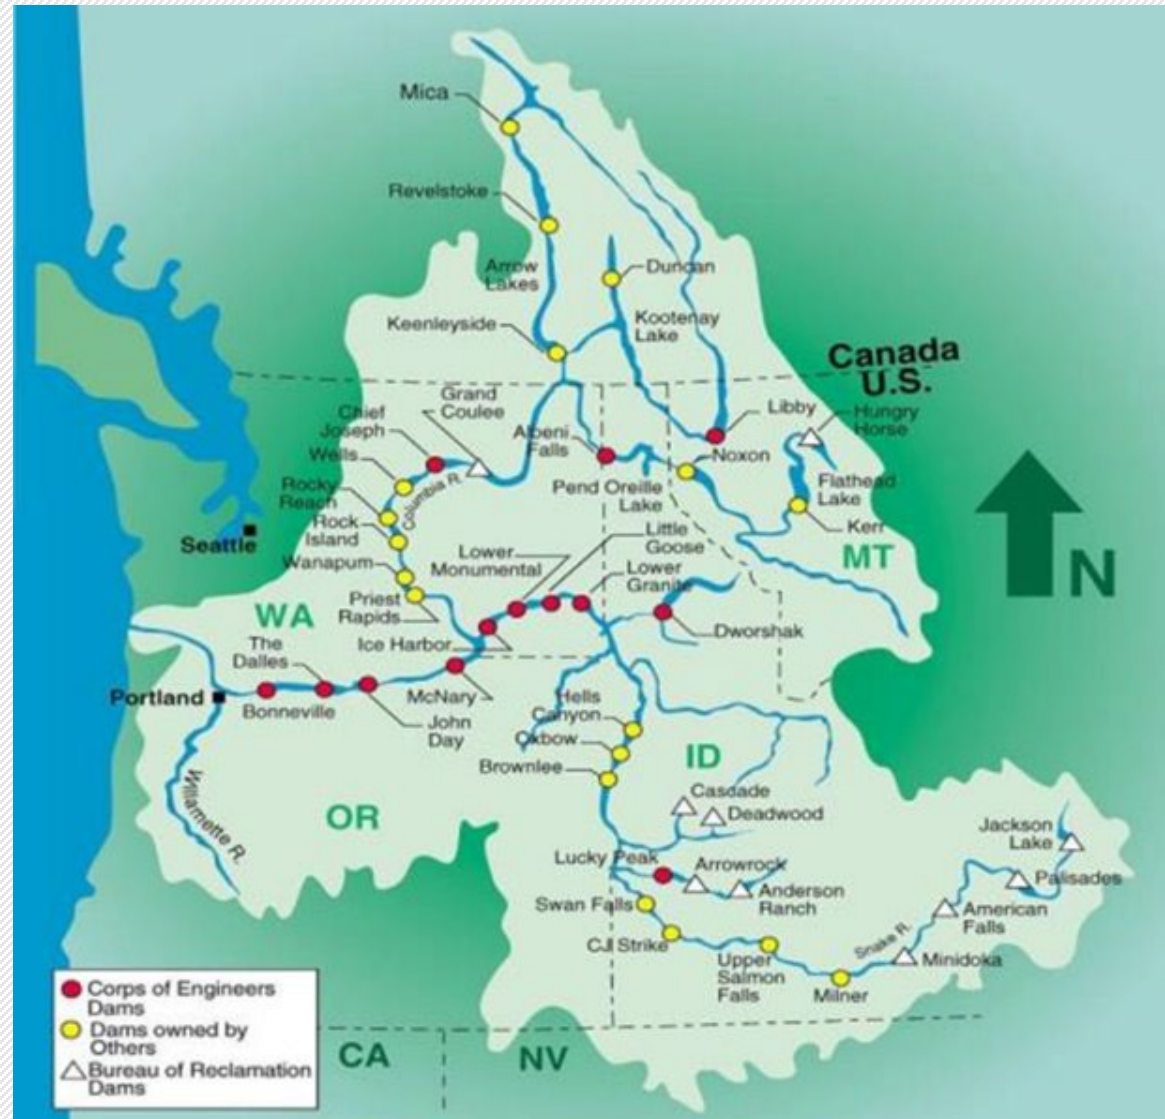 Mica
Revelstoke
Arrow
Lakes
Duncan
Keenleyside
Kootenay
Lake
Canada
U.S.
Grand
Coulee
Chief
Joseph
Libby
Hungry
Horse
Albeni
Falls
Wells
Noxon
Columbia R.
Rocky
Reach
Pend Oreille
Lake
Flathead
Lake
Rock
Island
Kerr
Seattle
Little
Goose
Lower
Monumental
MT
N
Wanapum
Lower
Granite
Priest
Rapids
WA
Ice Harbor
Dworshak
The
Dalles
Portland
Bonneville
McNary
John
Day
Hells
Canyon
Oxbow
Brownlee
ID
Willamette R.
OR
Cascade
Deadwood
Jackson
Lake
Lucky Peak
Arrowrock
Palisades
Anderson
Ranch
Swan Falls
American
Falls
CJ Strike
Snake R.
Upper
Salmon
Falls
Minidoka
Milner
Corps of Engineers
Dams
Dams owned by
Others
Bureau of Reclamation
Dams
CA
NV